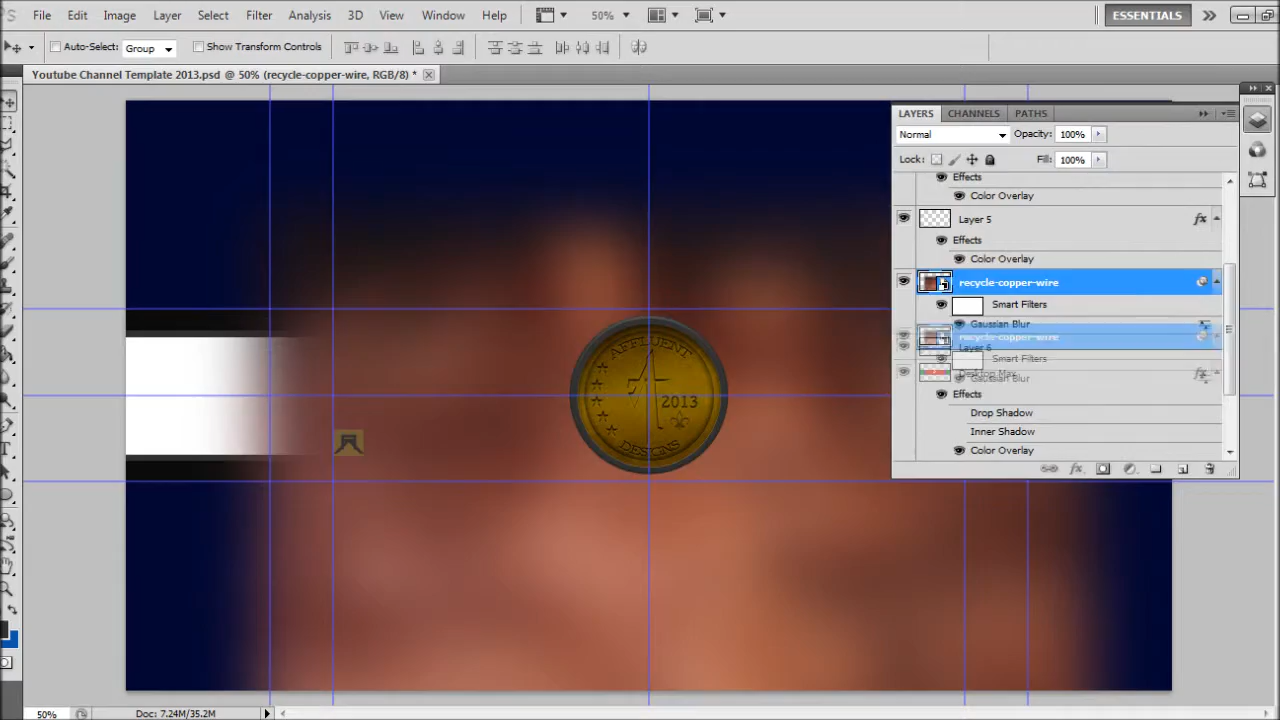 File Edit Image Layer Select Filter Analysis 3D View Window Help 50% ESSENTIALS
Auto-Select: Group Show Transform Controls
Youtube Channel Template 2013.psd @ 50% (recycle-copper-wire, RGB/8) *
LAYERS CHANNELS PATHS
Normal Opacity: 100%
Lock: Fill: 100%
Effects
Color Overlay
Layer 5 fx
Effects
Color Overlay
recycle-copper-wire
Smart Filters
Gaussian Blur
recycle-copper-wire
Layer 6
Smart Filters
Desktop Max fx
Gaussian Blur
Effects
Drop Shadow
Inner Shadow
Color Overlay
AFFLUENT
2013
DESIGNS
50% Doc: 7.24M/35.2M